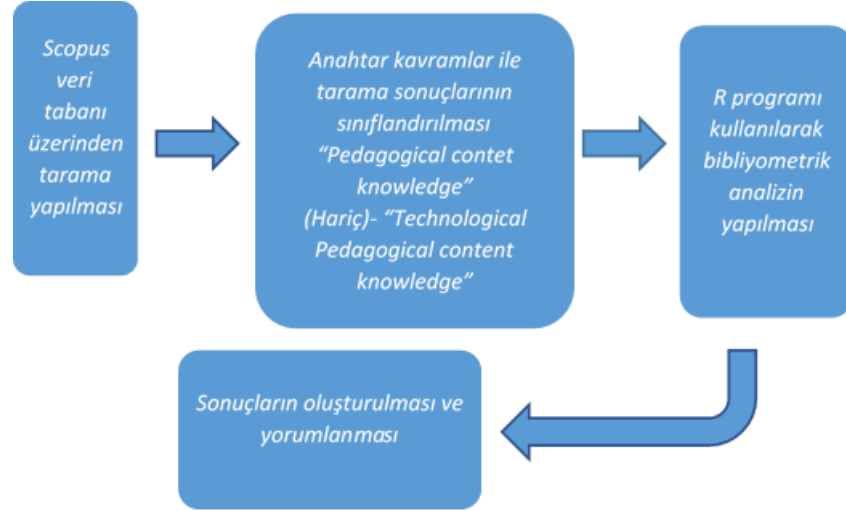 Scopus
veri
tabanı
üzerinden
tarama
yapılması
Anahtar kavramlar ile
tarama sonuçlarının
sınıflandırılması
“Pedagogical contet
knowledge”
(Hariç)- “Technological
Pedagogical content
knowledge”
R programı
kullanılarak
bibliyometrik
analizin
yapılması
Sonuçların oluşturulması ve
yorumlanması